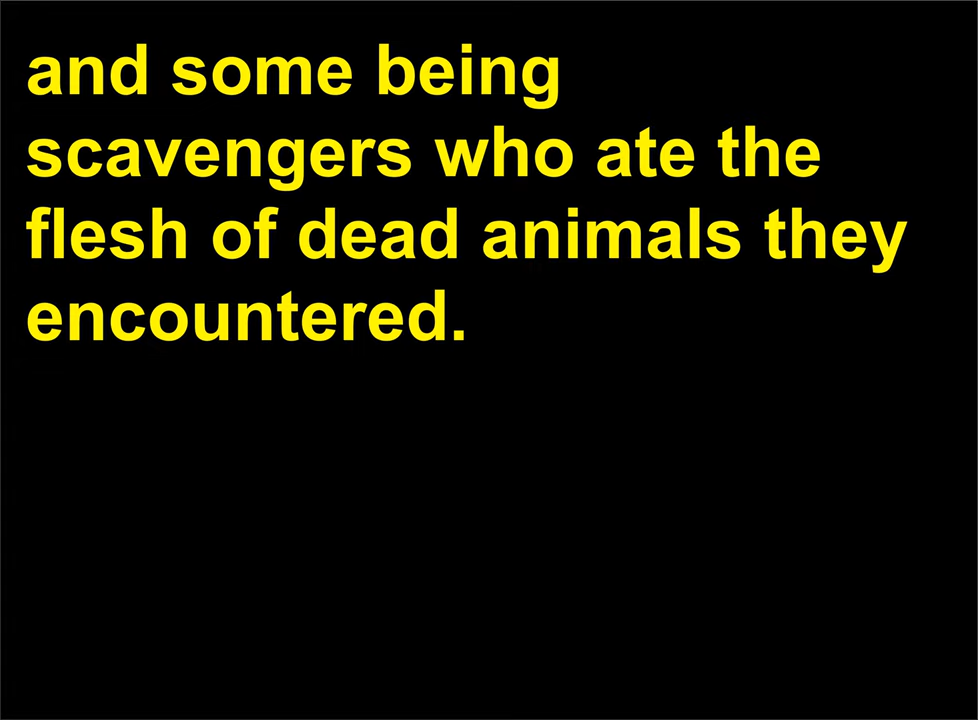 and some being
scavengers who ate the
flesh of dead animals they
encountered.